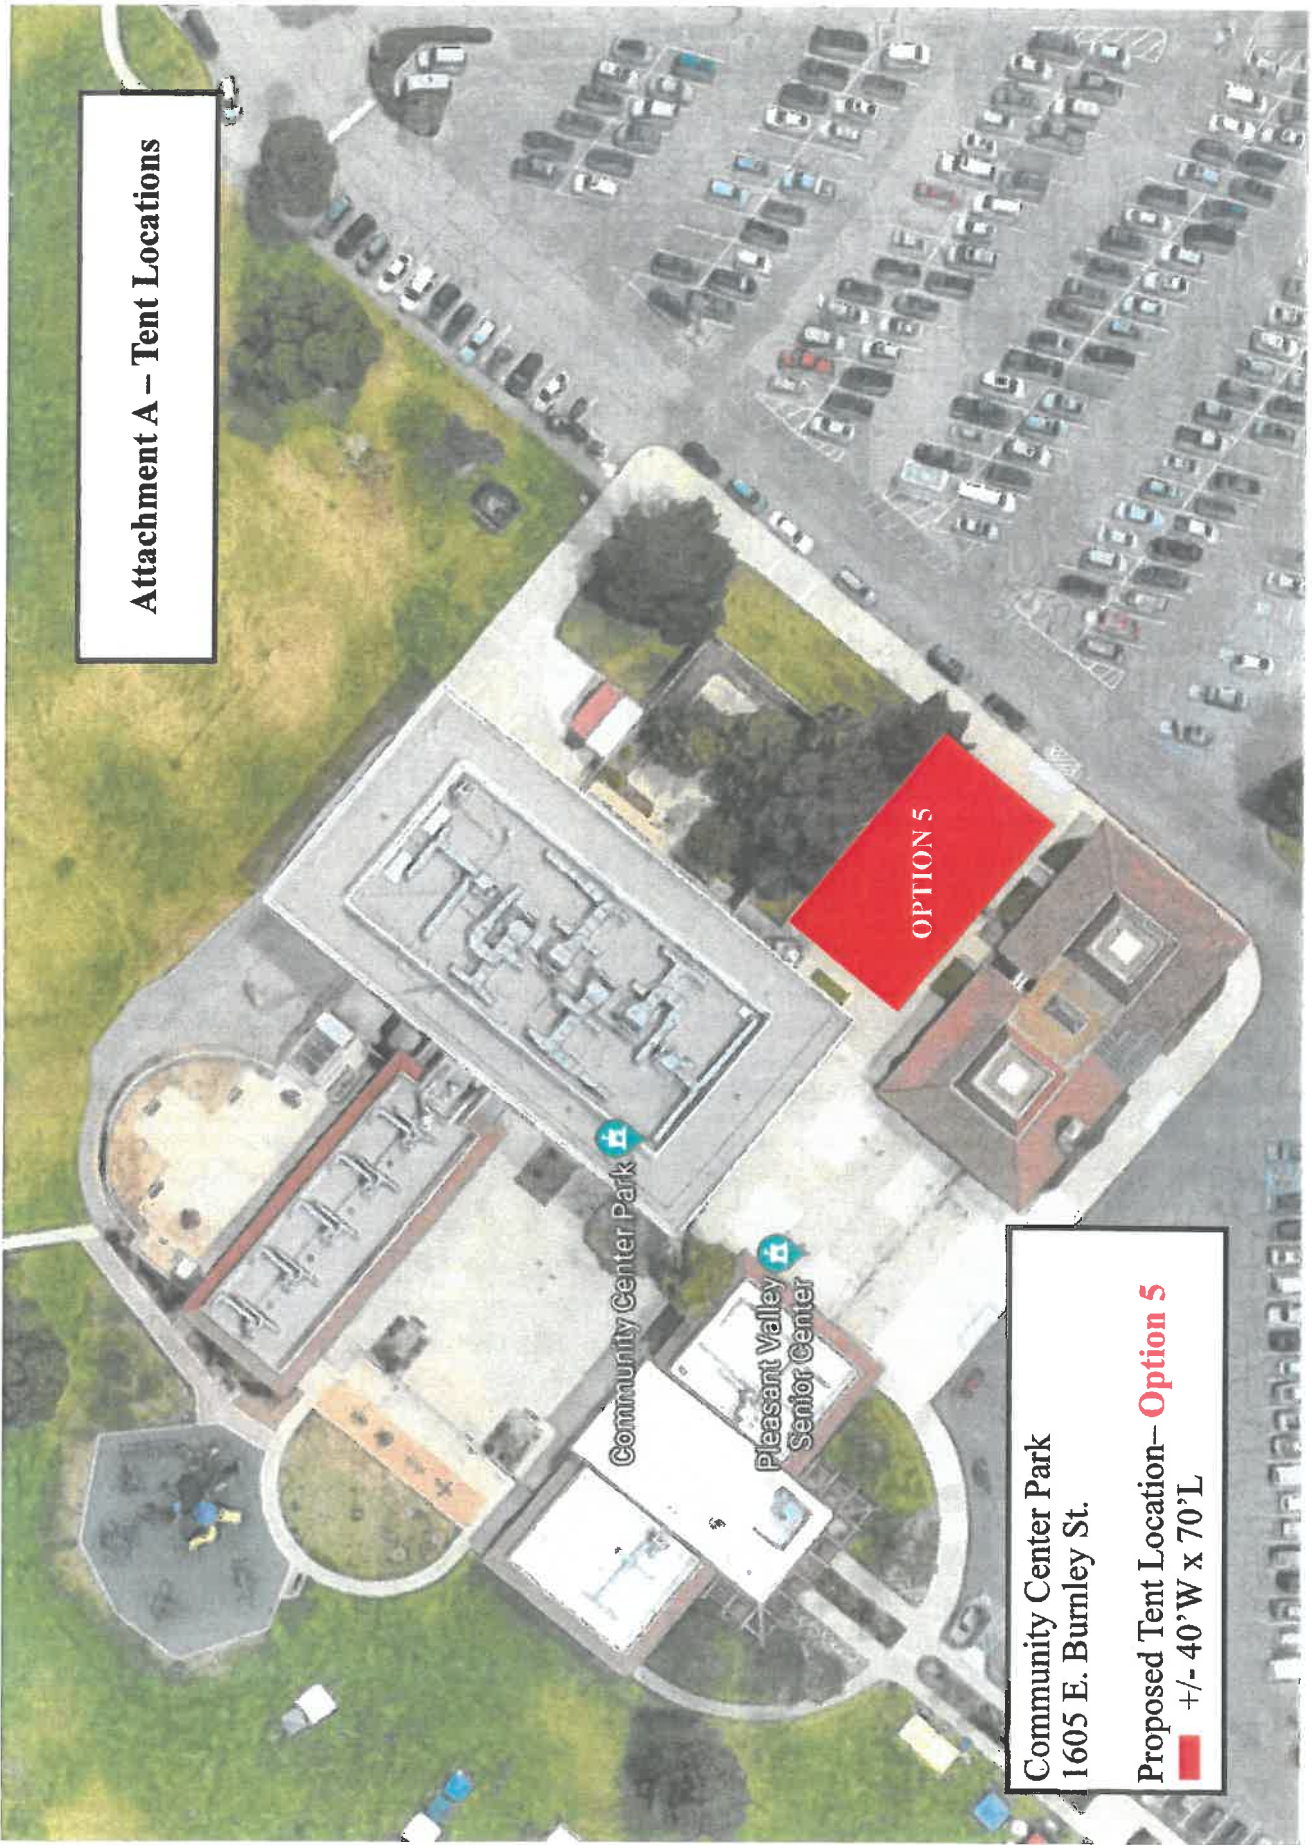 Attachment A – Tent Locations
Community Center Park
Pleasant Valley
Senior Center
OPTION 5
Community Center Park
1605 E. Burnley St.
Proposed Tent Location– Option 5
+/- 40’W x 70’L